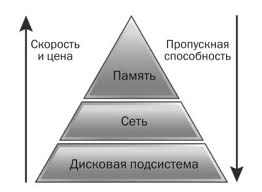 Скорость
и цена
Пропускная
способность
Память
Сеть
Дисковая подсистема